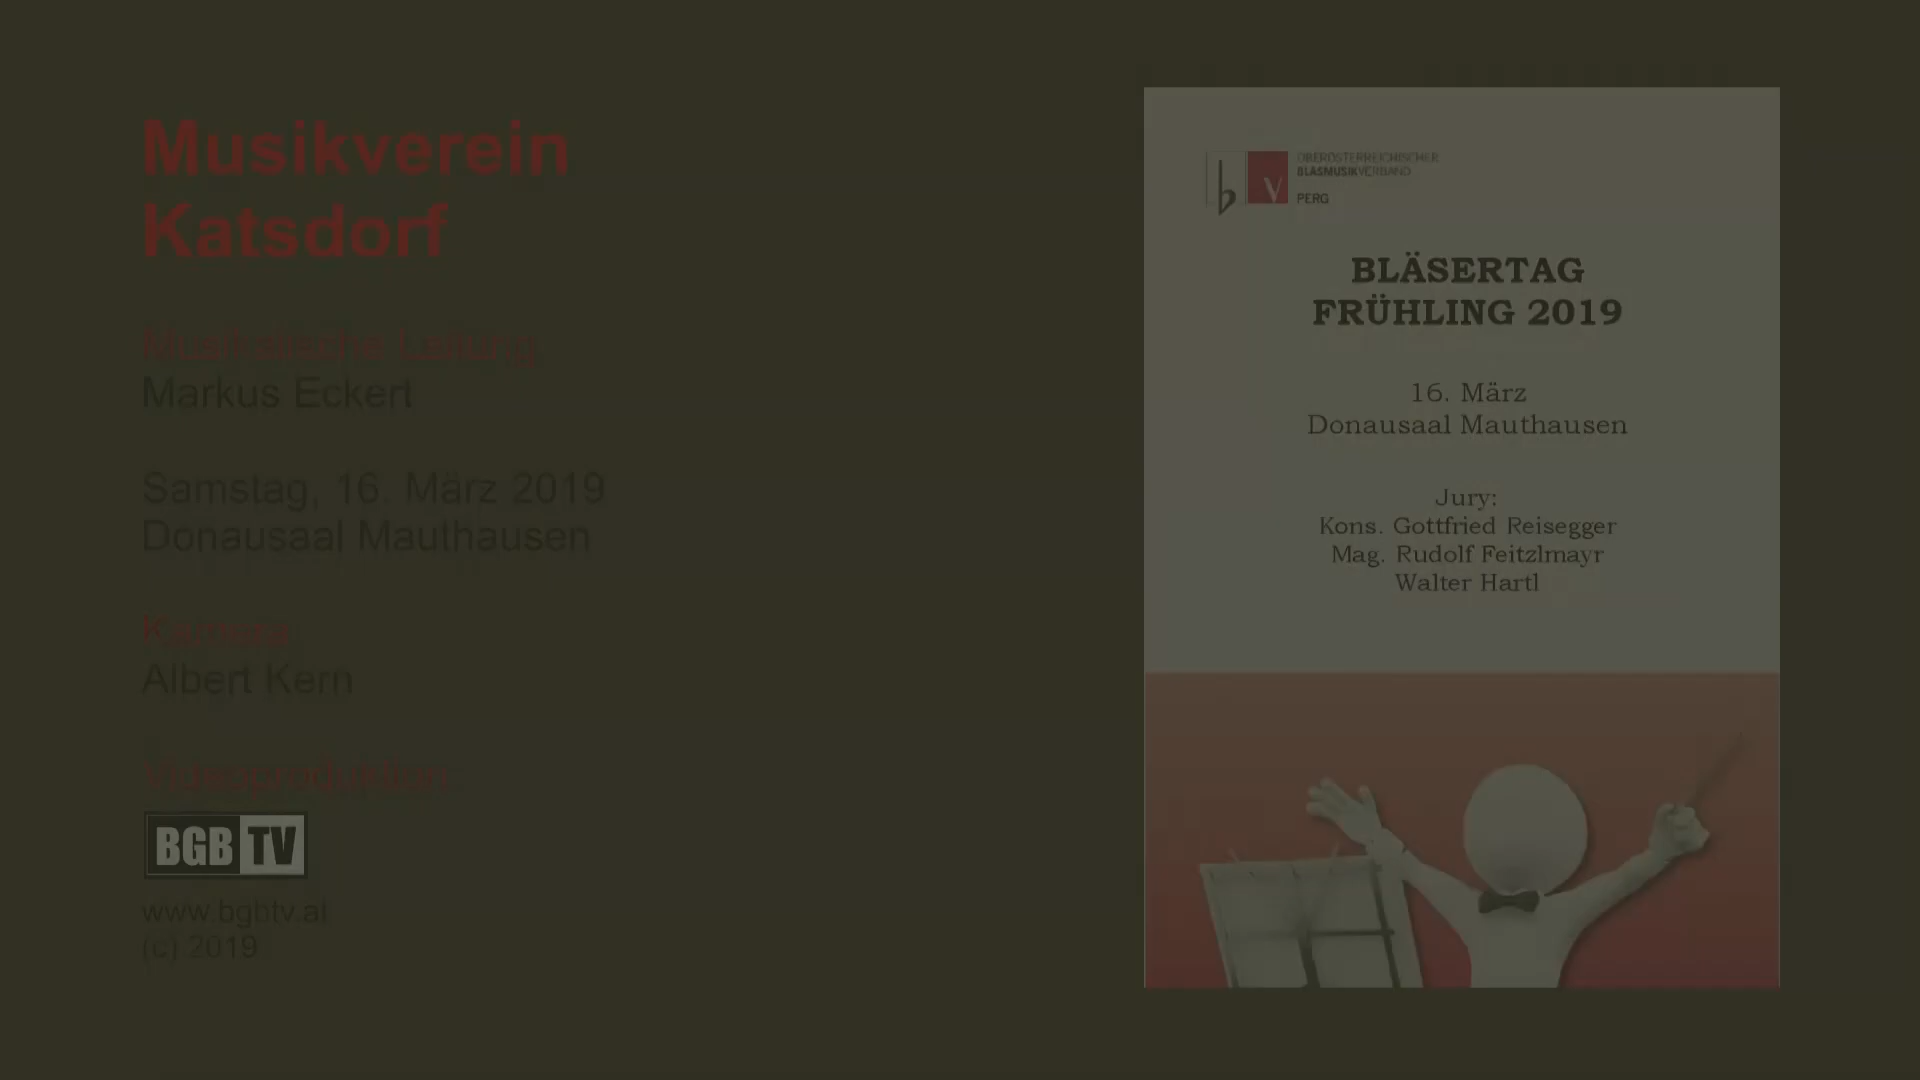 Musikverein
Katsdorf
Musikalische Leitung
Markus Eckert
Samstag, 16. März 2019
Donausaal Mauthausen
Kamera
Albert Kern
Videoproduktion
BGB TV
www.bgbtv.at
(c) 2019
b v
OBERÖSTERREICHISCHER
BLASMUSIKVERBAND
PERG
BLÄSERTAG
FRÜHLING 2019
16. März
Donausaal Mauthausen
Jury:
Kons. Gottfried Reisegger
Mag. Rudolf Feitzlmayr
Walter Hartl